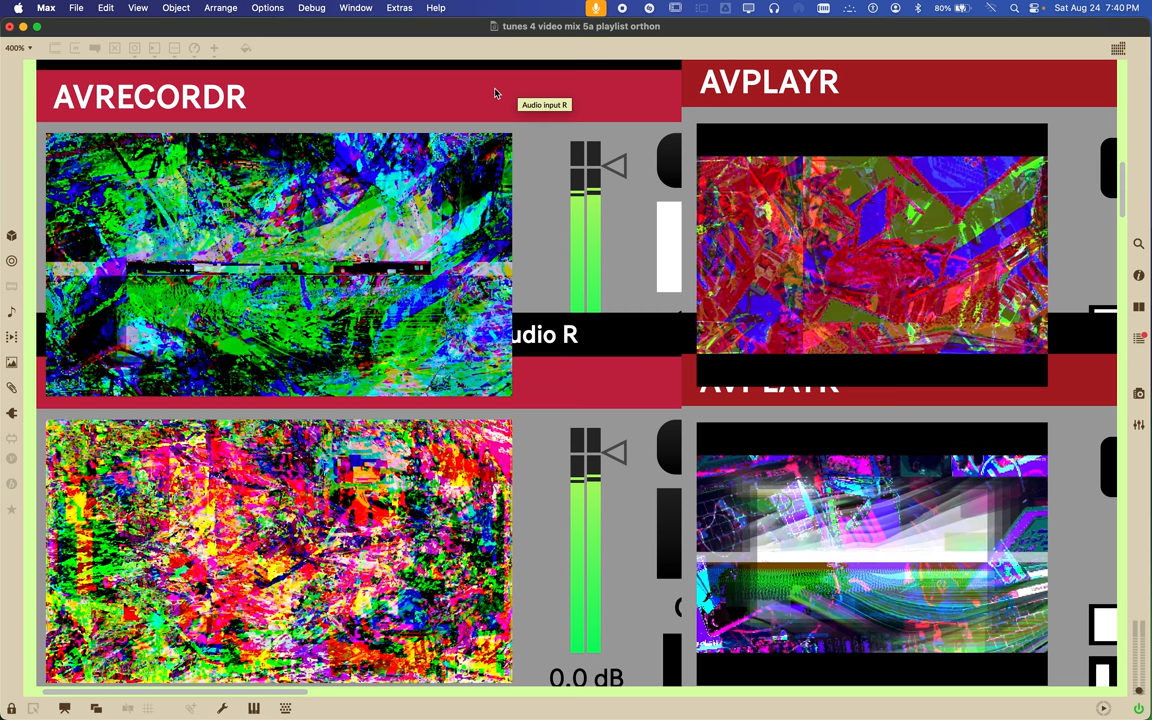 Max File Edit View Object Arrange Options Debug Window Extras Help 80% Sat Aug 24 7:40 PM
tunes 4 video mix 5a playlist orthon
400%
AVRECORDR
AVPLAYR
Audio input R
udio R
AVPLAYR
0.0 dB